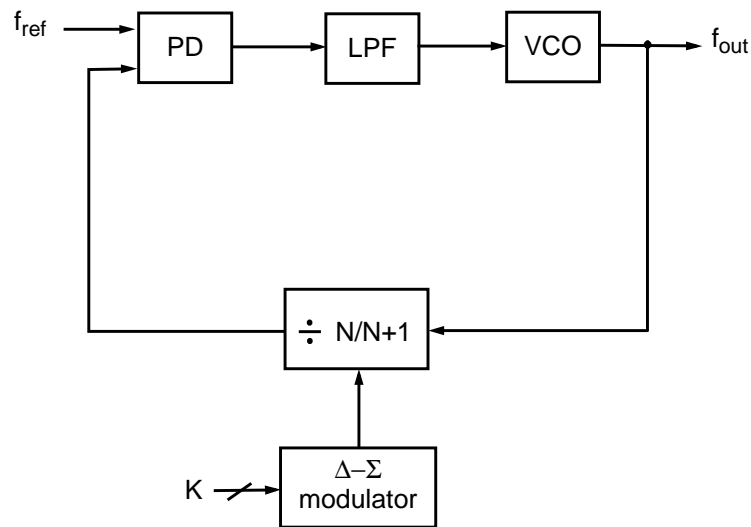 f_ref
PD
LPF
VCO
f_out
÷ N/N+1
K
Δ–Σ
modulator